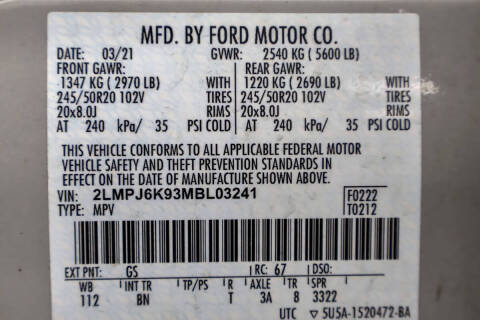 MFD. BY FORD MOTOR CO.
DATE: 03/21 GVWR: 2540 KG ( 5600 LB)
FRONT GAWR: REAR GAWR:
1347 KG ( 2970 LB) WITH 1220 KG ( 2690 LB) WITH
245/50R20 102V TIRES 245/50R20 102V TIRES
20x8.0J RIMS 20x8.0J RIMS
AT 240 kPa/ 35 PSI COLD AT 240 kPa/ 35 PSI COLD
THIS VEHICLE CONFORMS TO ALL APPLICABLE FEDERAL MOTOR
VEHICLE SAFETY AND THEFT PREVENTION STANDARDS IN
EFFECT ON THE DATE OF MANUFACTURE SHOWN ABOVE.
VIN: 2LMPJ6K93MBL03241 F0222
TYPE: MPV T0212
EXT PNT: GS RC: 67 DSO:
WB INT TR TP/PS R AXLE TR SPR
112 BN T 3A 8 3322
UTC ▽ 5U5A-1520472-BA